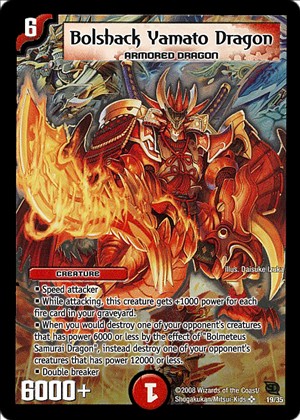 6
Bolshack Yamato Dragon
ARMORED DRAGON
illus. Daisuke Izuka
CREATURE
• Speed attacker
• While attacking, this creature gets +1000 power for each
fire card in your graveyard.
• When you would destroy one of your opponent's creatures
that has power 6000 or less by the effect of "Bolmeteus
Samurai Dragon", instead destroy one of your opponent's
creatures that has power 12000 or less.
• Double breaker
6000+
1
©2008 Wizards of the Coast/
Shogakukan/Mitsui-Kids
19/35